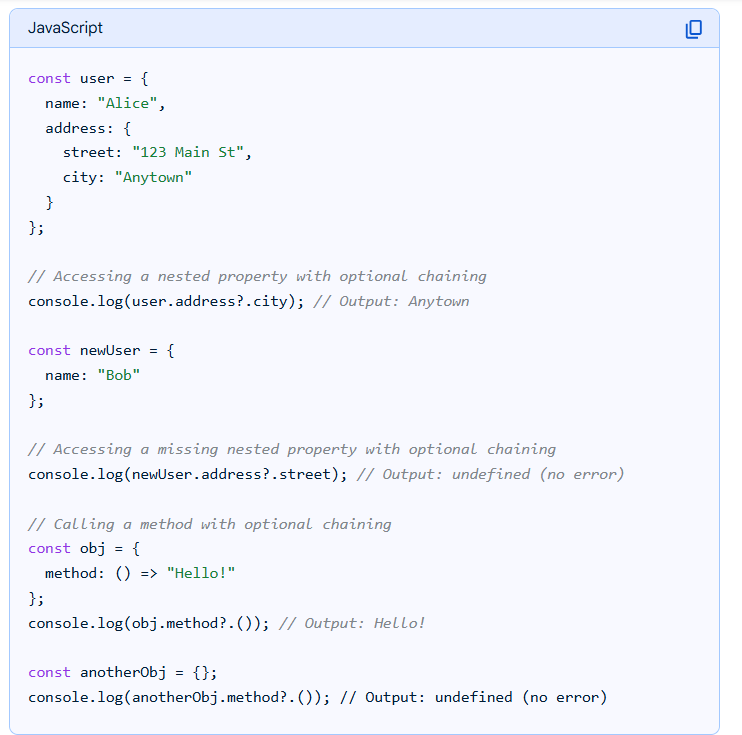 JavaScript
const user = {
  name: "Alice",
  address: {
    street: "123 Main St",
    city: "Anytown"
  }
};
// Accessing a nested property with optional chaining
console.log(user.address?.city); // Output: Anytown
const newUser = {
  name: "Bob"
};
// Accessing a missing nested property with optional chaining
console.log(newUser.address?.street); // Output: undefined (no error)
// Calling a method with optional chaining
const obj = {
  method: () => "Hello!"
};
console.log(obj.method?.()); // Output: Hello!
const anotherObj = {};
console.log(anotherObj.method?.()); // Output: undefined (no error)